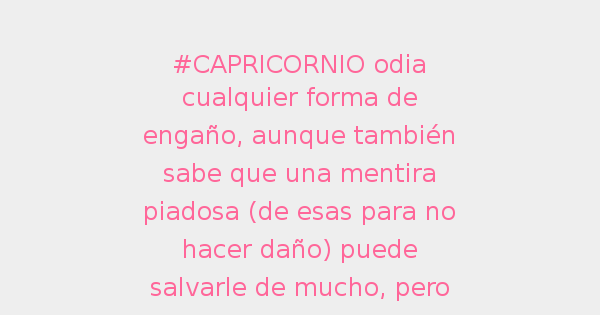 #CAPRICORNIO odia
cualquier forma de
engaño, aunque también
sabe que una mentira
piadosa (de esas para no
hacer daño) puede
salvarle de mucho, pero